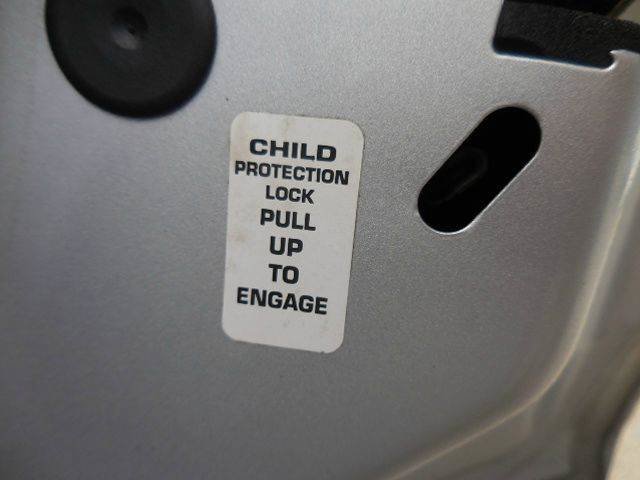 CHILD
PROTECTION
LOCK
PULL
UP
TO
ENGAGE